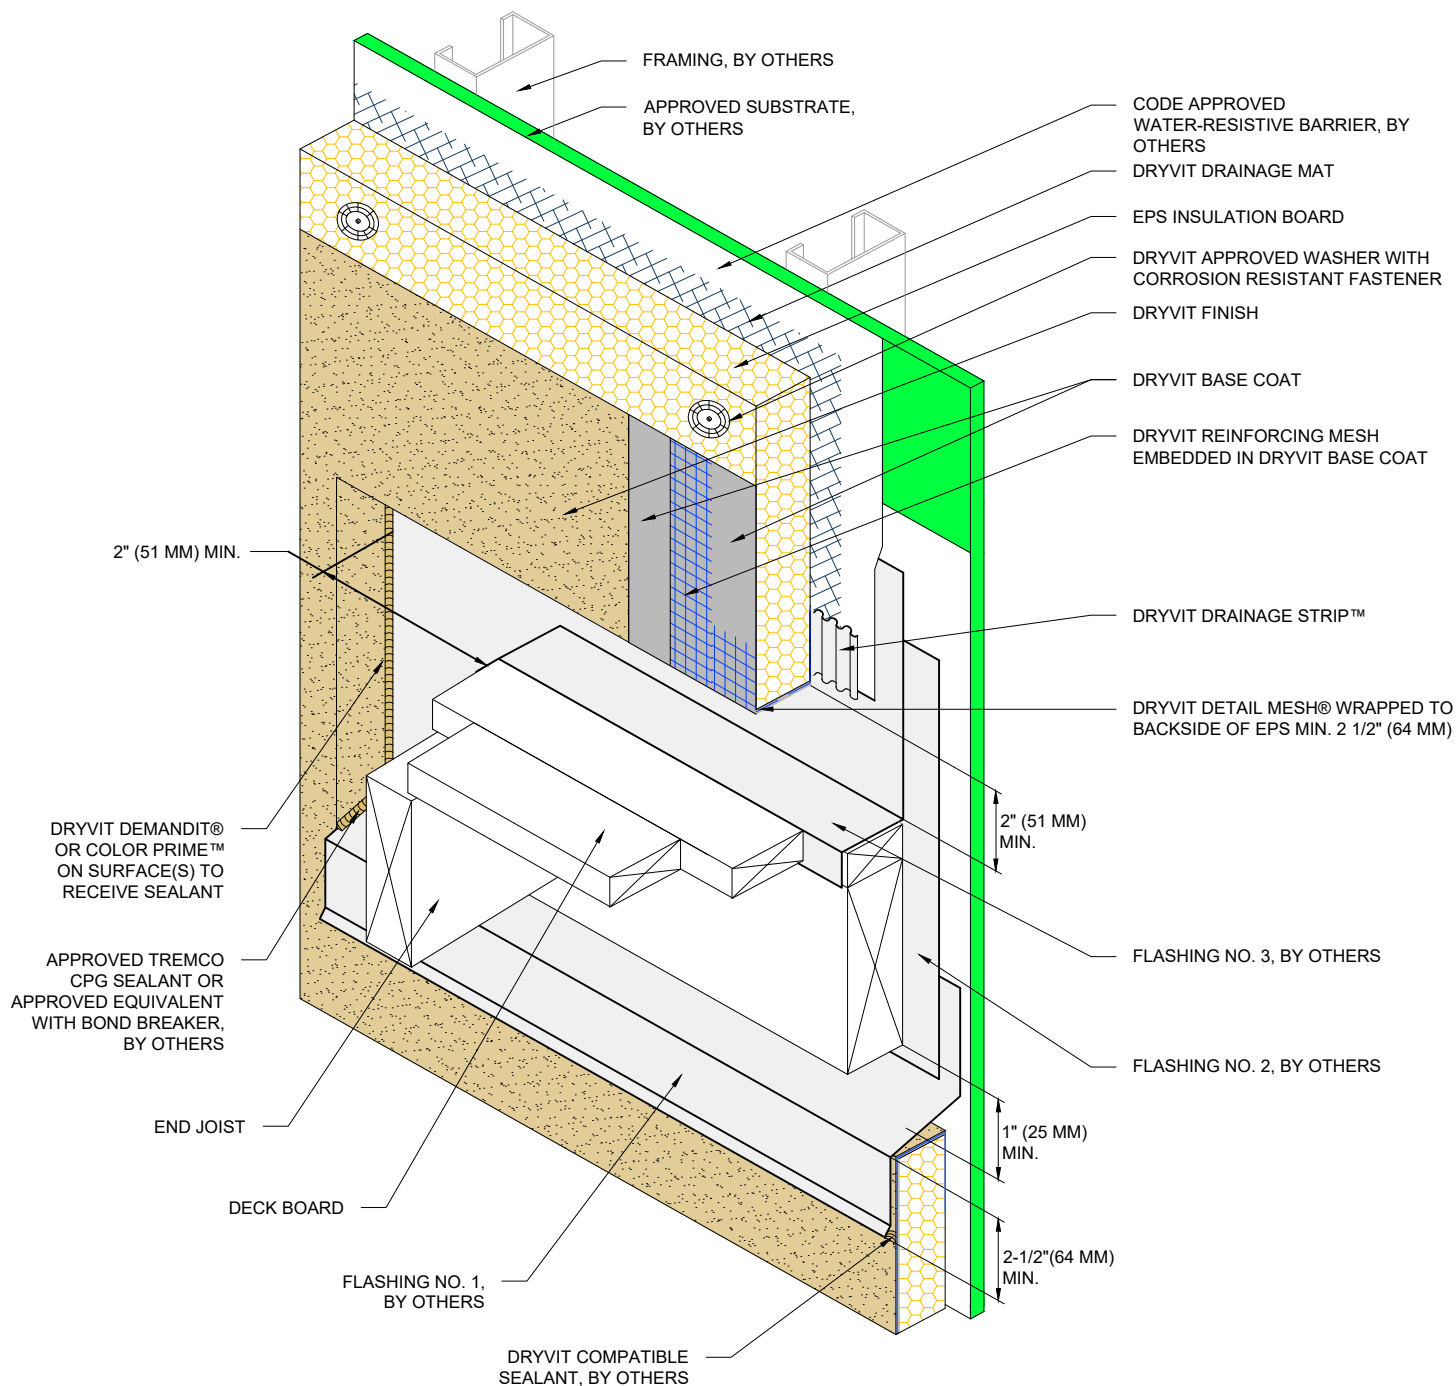 FRAMING, BY OTHERS
APPROVED SUBSTRATE,
BY OTHERS
CODE APPROVED
WATER-RESISTIVE BARRIER, BY
OTHERS
DRYVIT DRAINAGE MAT
EPS INSULATION BOARD
DRYVIT APPROVED WASHER WITH
CORROSION RESISTANT FASTENER
DRYVIT FINISH
DRYVIT BASE COAT
DRYVIT REINFORCING MESH
EMBEDDED IN DRYVIT BASE COAT
2" (51 MM) MIN.
DRYVIT DRAINAGE STRIP™
DRYVIT DETAIL MESH® WRAPPED TO
BACKSIDE OF EPS MIN. 2 1/2" (64 MM)
2" (51 MM)
MIN.
DRYVIT DEMANDIT®
OR COLOR PRIME™
ON SURFACE(S) TO
RECEIVE SEALANT
APPROVED TREMCO
CPG SEALANT OR
APPROVED EQUIVALENT
WITH BOND BREAKER,
BY OTHERS
FLASHING NO. 3, BY OTHERS
FLASHING NO. 2, BY OTHERS
END JOIST
1" (25 MM)
MIN.
DECK BOARD
2-1/2"(64 MM)
MIN.
FLASHING NO. 1,
BY OTHERS
DRYVIT COMPATIBLE
SEALANT, BY OTHERS